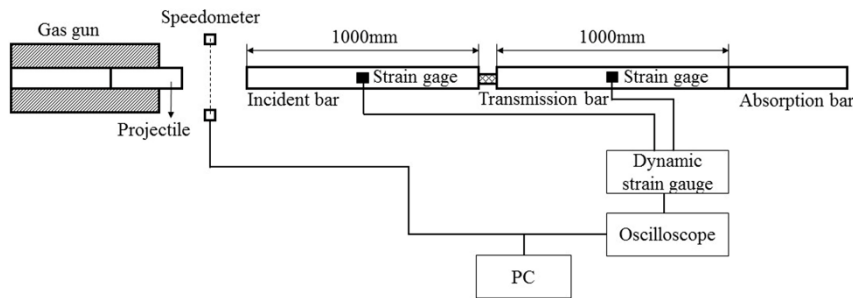 Speedometer
Gas gun
1000mm
1000mm
Strain gage
Strain gage
Incident bar
Transmission bar
Absorption bar
Projectile
Dynamic
strain gauge
Oscilloscope
PC